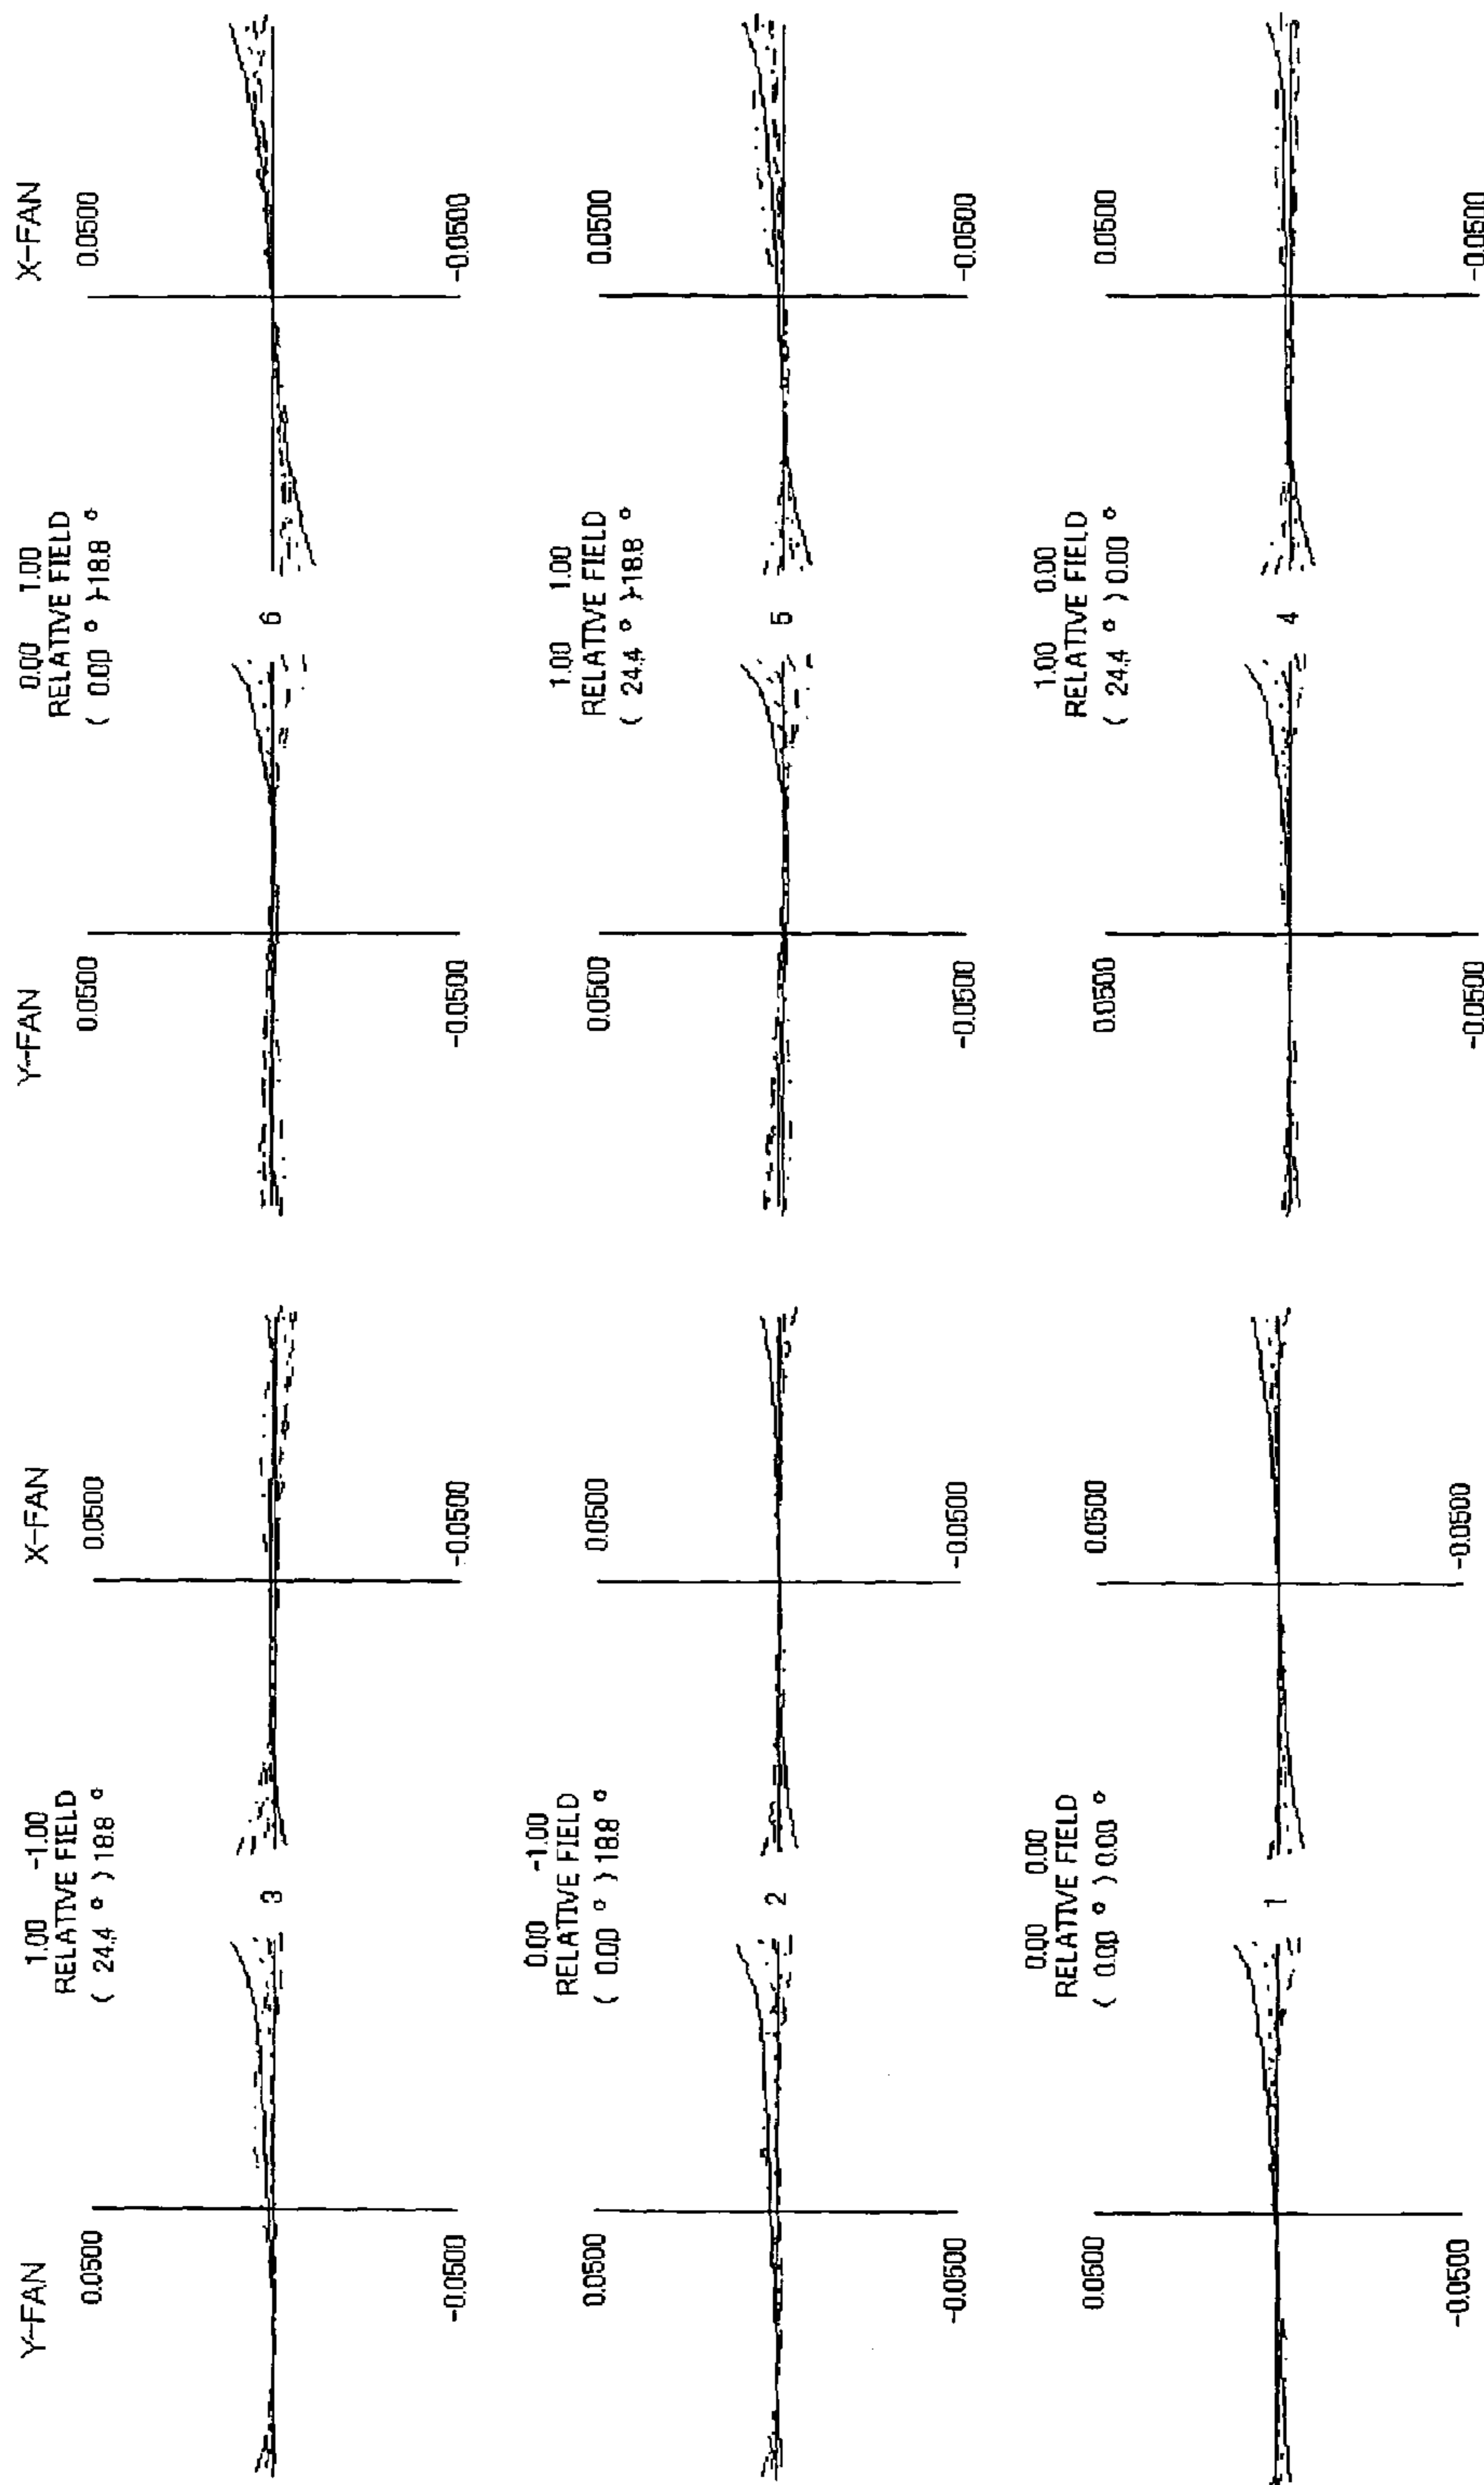 Y-FAN X-FAN
1.00 -1.00
RELATIVE FIELD
( 24.4 ° ) 18.8 °
0.0500 0.0500
3
-0.0500 -0.0500
0.00 -1.00
RELATIVE FIELD
( 0.00 ° ) 18.8 °
0.0500 0.0500
2
-0.0500 -0.0500
0.00 0.00
RELATIVE FIELD
( 0.00 ° ) 0.00 °
0.0500 0.0500
1
-0.0500 -0.0500
Y-FAN X-FAN
0.00 1.00
RELATIVE FIELD
( 0.00 ° )-18.8 °
0.0500 0.0500
6
-0.0500 -0.0500
1.00 1.00
RELATIVE FIELD
( 24.4 ° )-18.8 °
0.0500 0.0500
5
-0.0500 -0.0500
1.00 0.00
RELATIVE FIELD
( 24.4 ° ) 0.00 °
0.0500 0.0500
4
-0.0500 -0.0500